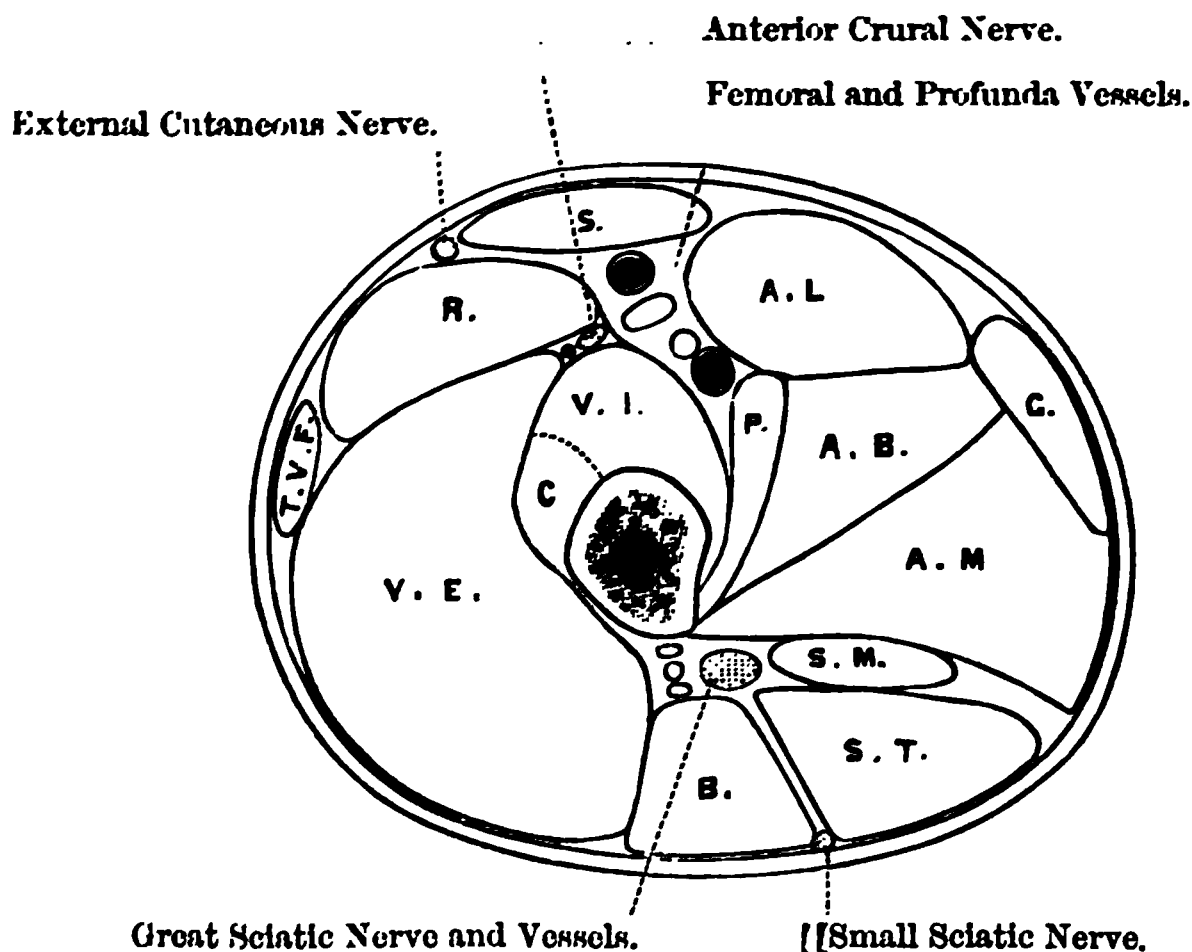 Anterior Crural Nerve.
Femoral and Profunda Vessels.
External Cutaneous Nerve.
S.
R.
A. L
G.
V. I.
P.
A. B.
T. V. F.
C
A. M
V. E.
S. M.
S. T.
B.
Great Sciatic Nerve and Vessels.
[[Small Sciatic Nerve.